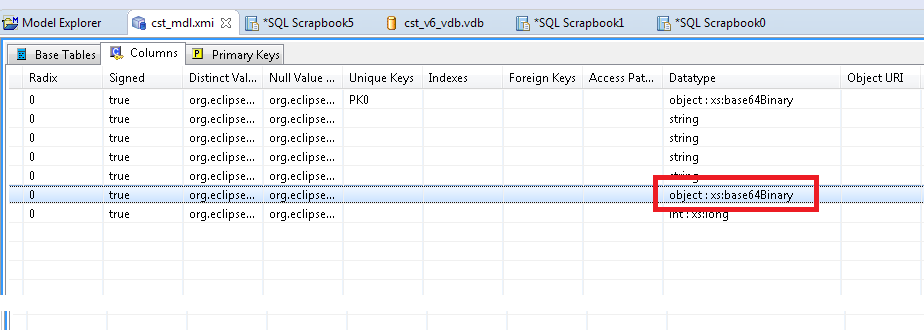 Model Explorer cst_mdl.xmi *SQL Scrapbook5 cst_v6_vdb.vdb *SQL Scrapbook1 *SQL Scrapbook0
Base Tables Columns Primary Keys
Radix Signed Distinct Val... Null Value ... Unique Keys Indexes Foreign Keys Access Pat... Datatype Object URI
0 true org.eclipse... org.eclipse... PK0 object : xs:base64Binary
0 true org.eclipse... org.eclipse... string
0 true org.eclipse... org.eclipse... string
0 true org.eclipse... org.eclipse... string
0 true org.eclipse... org.eclipse... string
0 true org.eclipse... org.eclipse... object : xs:base64Binary
0 true org.eclipse... org.eclipse... int : xs:long